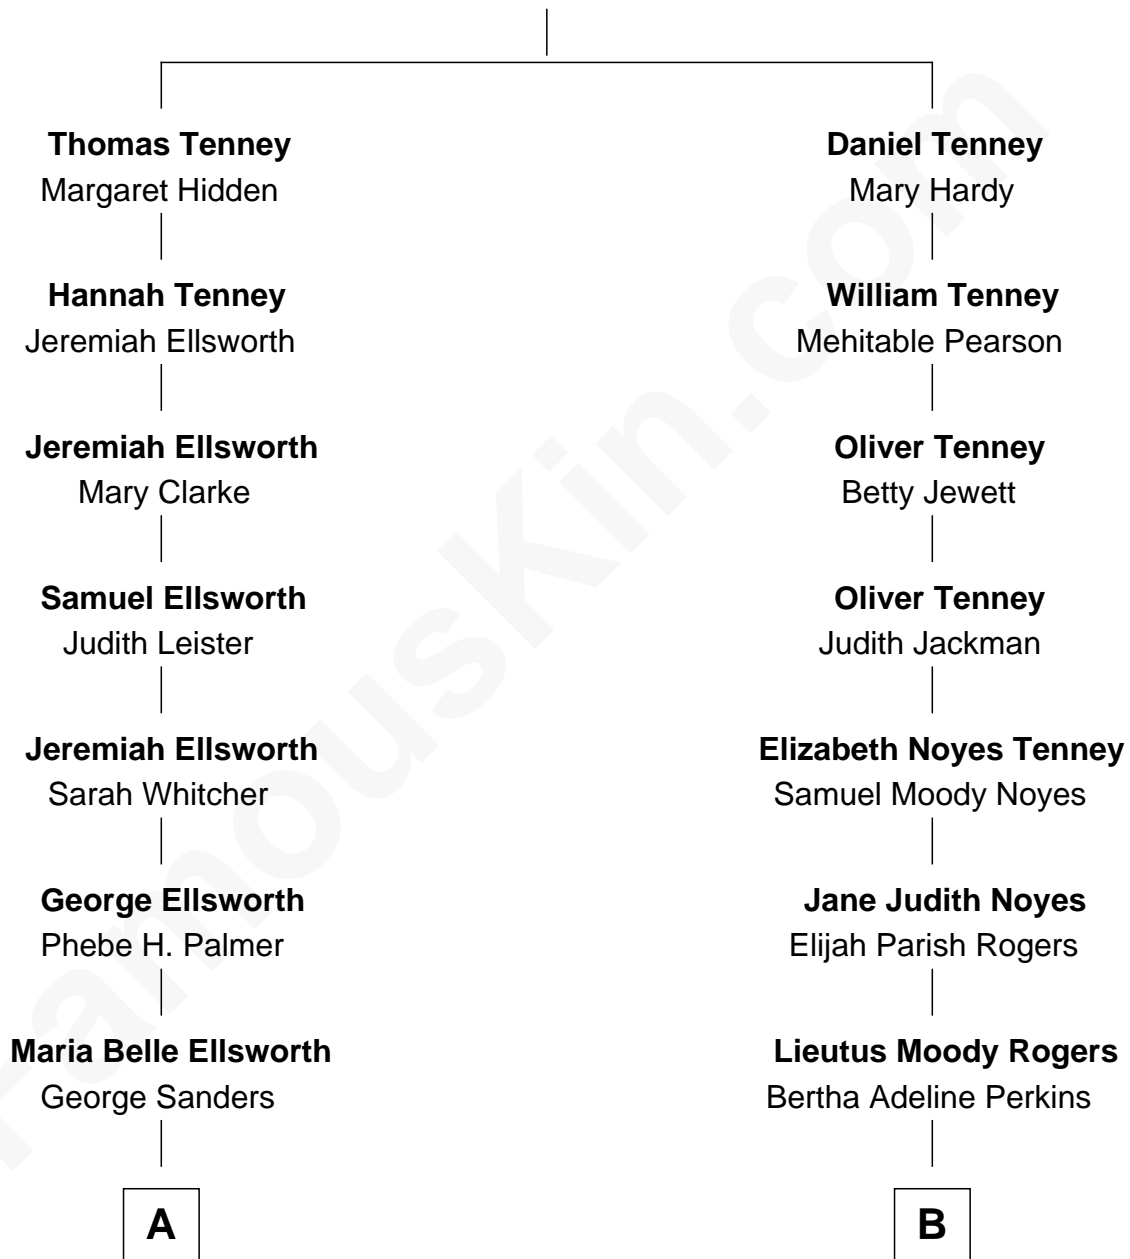 Thomas Tenney
Margaret Hidden
Hannah Tenney
Jeremiah Ellsworth
Jeremiah Ellsworth
Mary Clarke
Samuel Ellsworth
Judith Leister
Jeremiah Ellsworth
Sarah Whitcher
George Ellsworth
Phebe H. Palmer
Maria Belle Ellsworth
George Sanders
A
Daniel Tenney
Mary Hardy
William Tenney
Mehitable Pearson
Oliver Tenney
Betty Jewett
Oliver Tenney
Judith Jackman
Elizabeth Noyes Tenney
Samuel Moody Noyes
Jane Judith Noyes
Elijah Parish Rogers
Lieutus Moody Rogers
Bertha Adeline Perkins
B
FamousKin.com